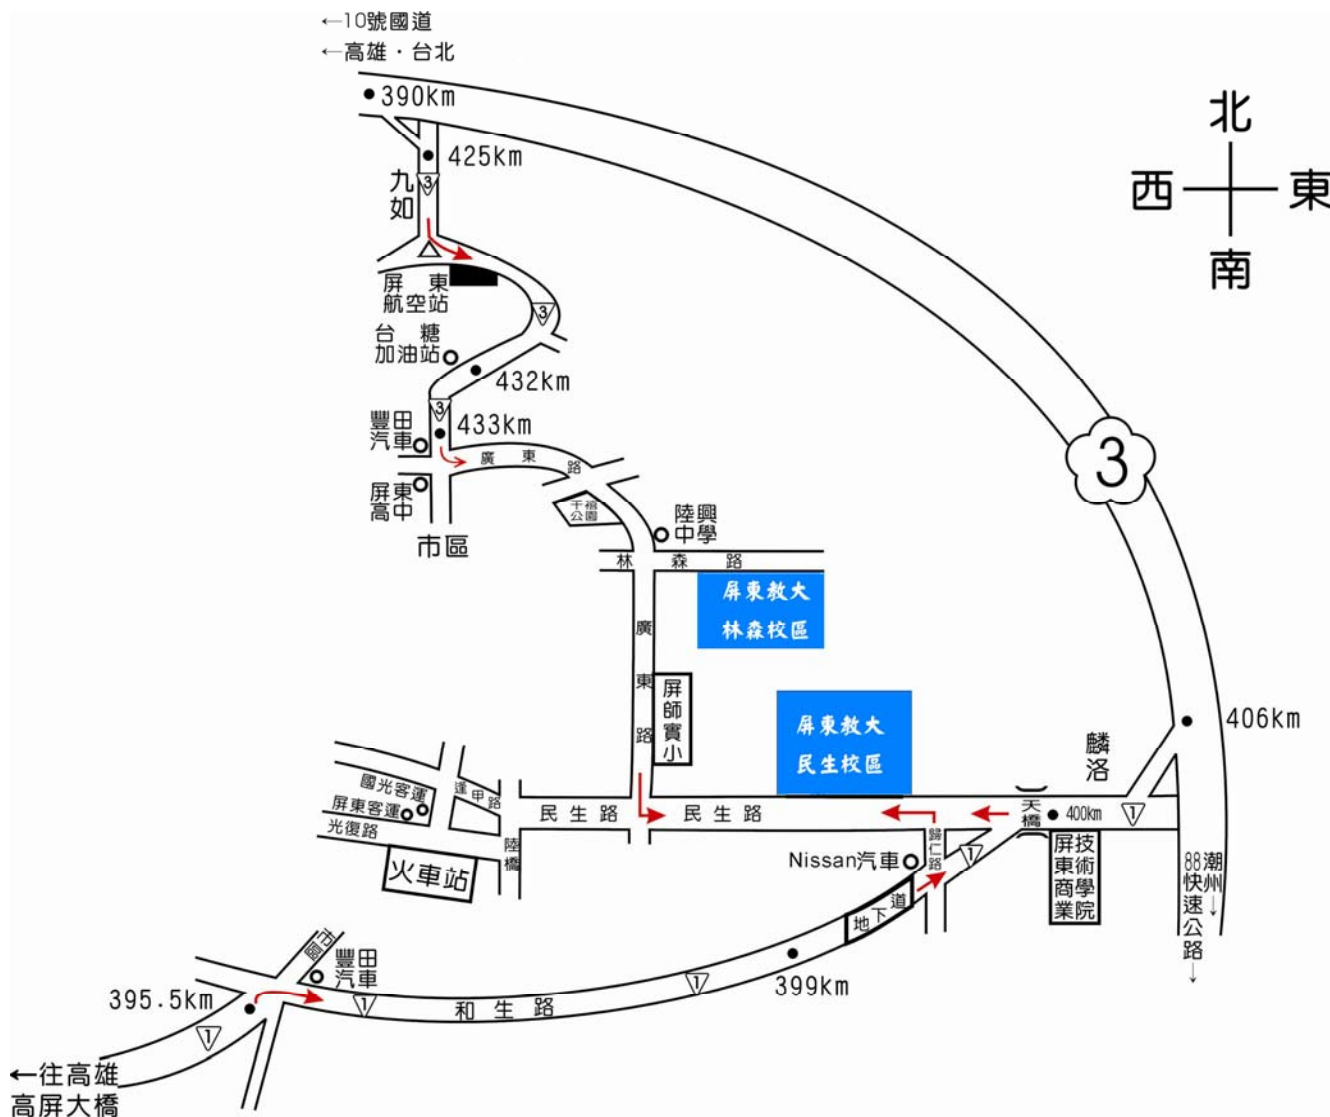 ←10號國道
←高雄．台北
390km
北
西 東
南
425km
3
九如
屏東
航空站
3
台糖
加油站
432km
3
433km
豐田
汽車
廣東路
屏東
高中
市區
千禧
公園
陸興
中學
林森路
3
屏東教大
林森校區
廣東路
屏師實小
屏東教大
民生校區
406km
麟洛
國光客運
屏東客運
逢甲路
光復路
陸橋
火車站
民生路
民生路
天橋
400km
1
歸仁路
1
Nissan汽車
屏東商業
技術學院
地下道
潮州↓
88快速公路↓
市區
豐田
汽車
395.5km
1
1
和生路
1
399km
←往高雄
高屏大橋